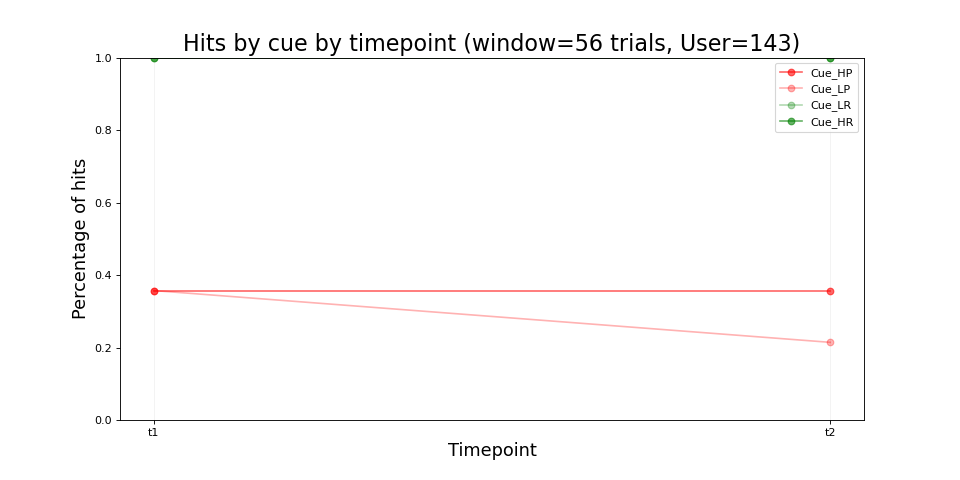 Hits by cue by timepoint (window=56 trials, User=143)
Percentage of hits
1.0
0.8
0.6
0.4
0.2
0.0
Cue_HP
Cue_LP
Cue_LR
Cue_HR
t1
t2
Timepoint